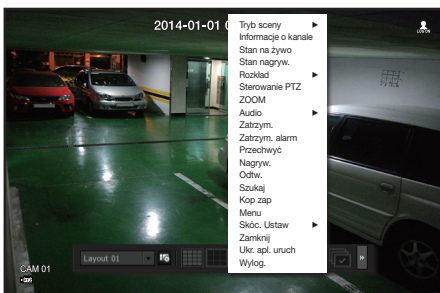 2014-01-01 0
LOG ON
Tryb sceny
Informacje o kanale
Stan na żywo
Stan nagryw.
Rozkład
Sterowanie PTZ
ZOOM
Audio
Zatrzym.
Zatrzym. alarm
Przechwyć
Nagryw.
Odtw.
Szukaj
Kop zap
Menu
Skóc. Ustaw
Zamknij
Ukr. apl. uruch
Wylog.
Layout 01
CAM 01